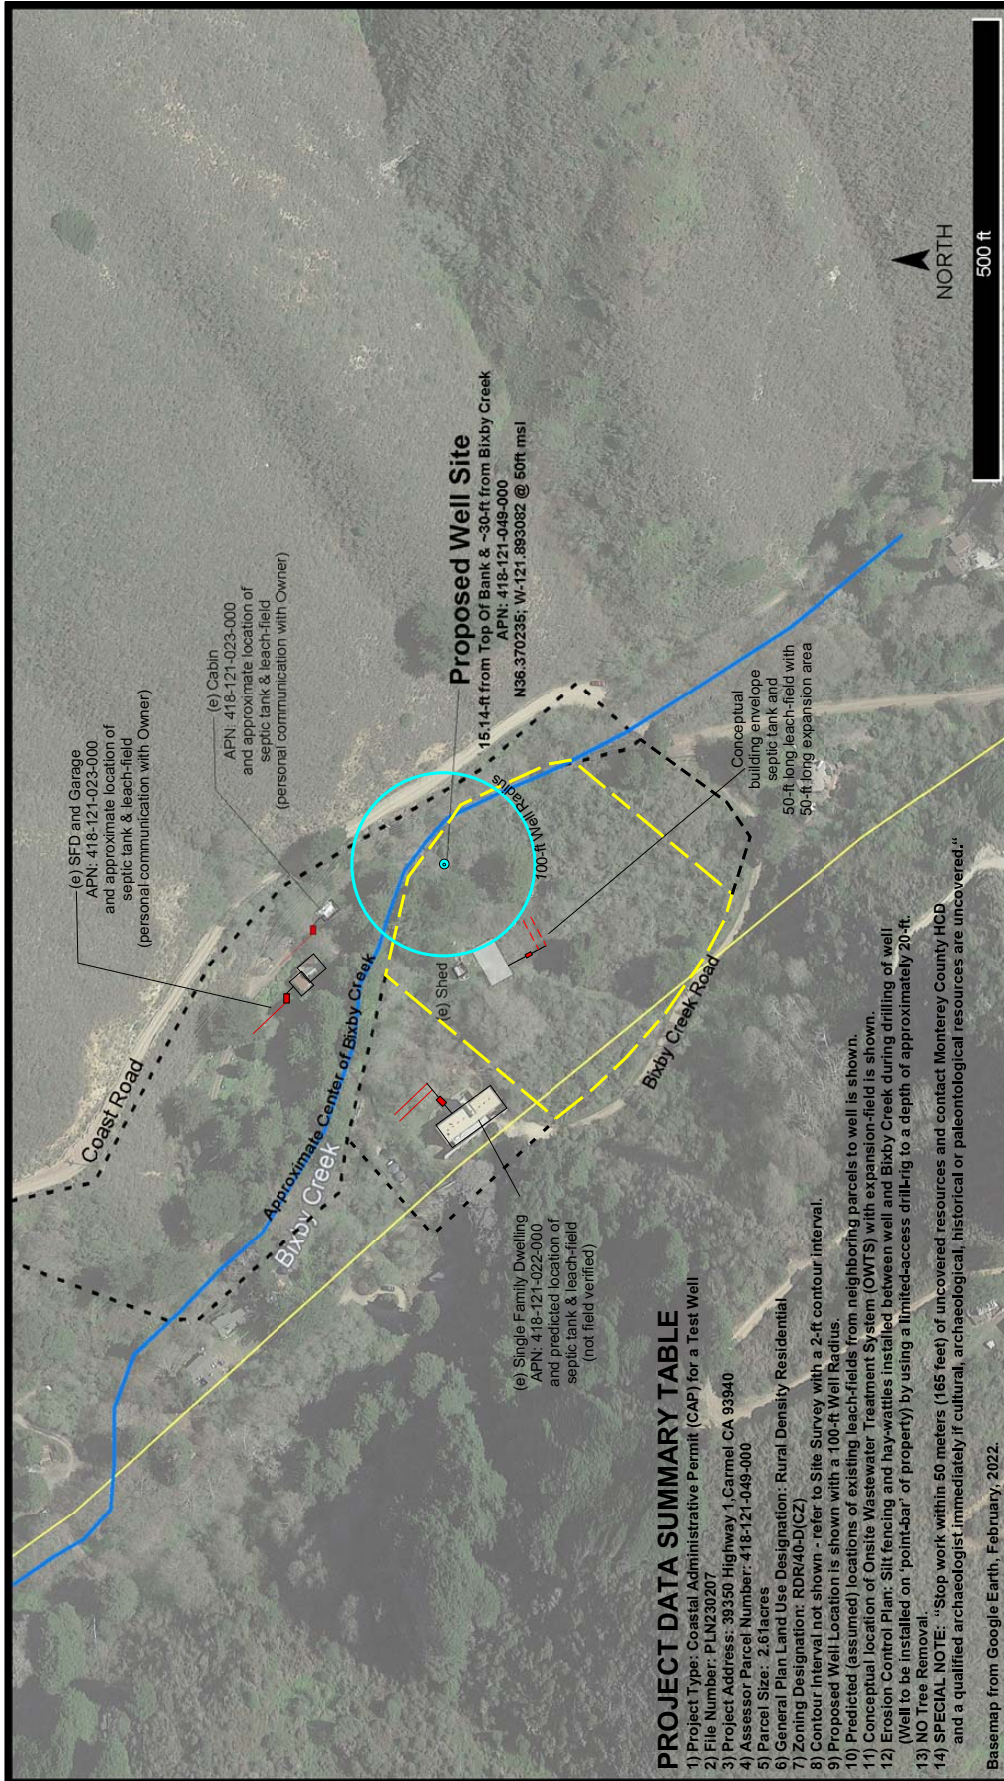 (e) SFD and Garage
APN: 418-121-023-000
and approximate location of
septic tank & leach-field
(personal communication with Owner)
(e) Cabin
APN: 418-121-023-000
and approximate location of
septic tank & leach-field
(personal communication with Owner)
Coast Road
Approximate Center of Bixby Creek
Bixby Creek
(e) Shed
100-ft Well Radius
Proposed Well Site
15.14-ft from Top Of Bank & ~30-ft from Bixby Creek
APN: 418-121-049-000
N36.370235; W-121.893082 @ 50ft msl
(e) Single Family Dwelling
APN: 418-121-022-000
and predicted location of
septic tank & leach-field
(not field verified)
Bixby Creek Road
Conceptual
building envelope
septic tank and
50-ft long leach-field with
50-ft long expansion area
NORTH
500 ft
PROJECT DATA SUMMARY TABLE
1) Project Type: Coastal Administrative Permit (CAP) for a Test Well
2) File Number: PLN230207
3) Project Address: 39350 Highway 1,Carmel CA 93940
4) Assessor Parcel Number: 418-121-049-000
5) Parcel Size: 2.61acres
6) General Plan Land Use Designation: Rural Density Residential
7) Zoning Designation: RDR/40-D(CZ)
8) Contour Interval not shown - refer to Site Survey with a 2-ft contour interval.
9) Proposed Well Location is shown with a 100-ft Well Radius.
10) Predicted (assumed) locations of existing leach-fields from neighboring parcels to well is shown.
11) Conceptual location of Onsite Wastewater Treatment System (OWTS) with expansion-field is shown.
12) Erosion Control Plan: Silt fencing and hay-wattles installed between well and Bixby Creek during drilling of well
(Well to be installed on 'point-bar' of property) by using a limited-access drill-rig to a depth of approximately 20-ft.
13) NO Tree Removal.
14) SPECIAL NOTE: "Stop work within 50 meters (165 feet) of uncovered resources and contact Monterey County HCD
and a qualified archaeologist immediately if cultural, archaeological, historical or paleontological resources are uncovered."
Basemap from Google Earth, February, 2022.